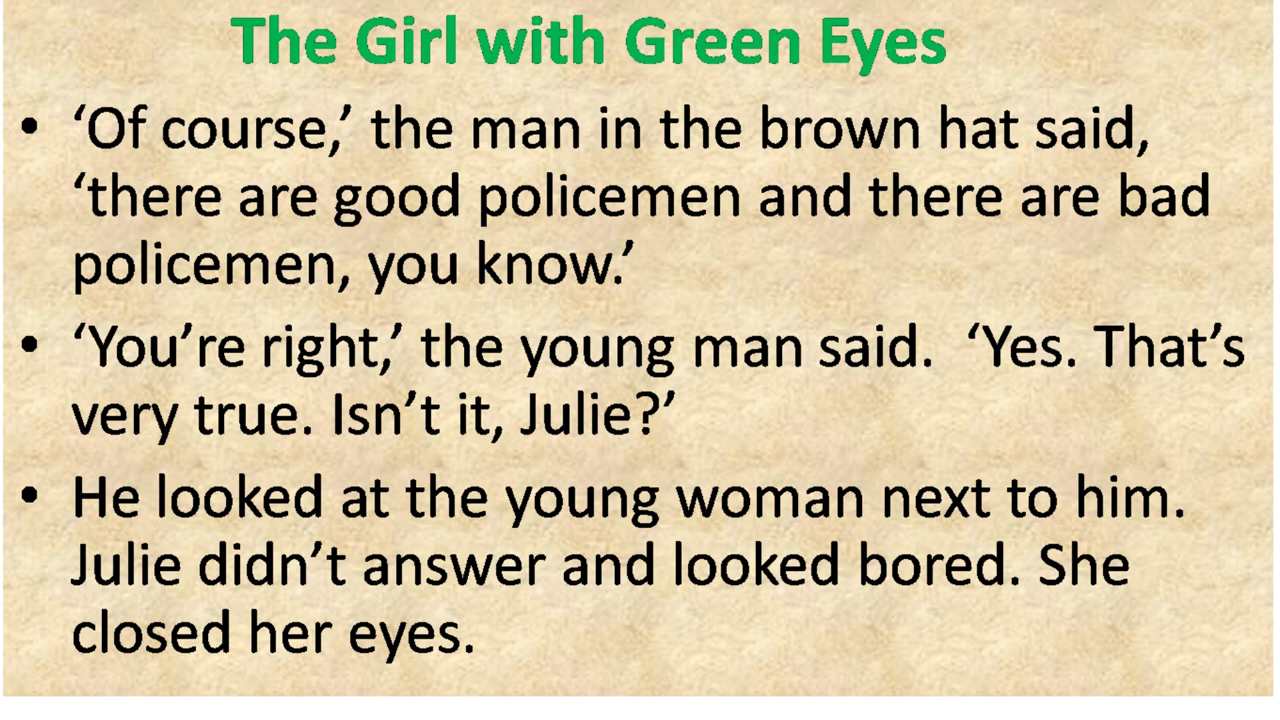 The Girl with Green Eyes
• ‘Of course,’ the man in the brown hat said,
‘there are good policemen and there are bad
policemen, you know.’
• ‘You’re right,’ the young man said.  ‘Yes. That’s
very true. Isn’t it, Julie?’
• He looked at the young woman next to him.
Julie didn’t answer and looked bored. She
closed her eyes.